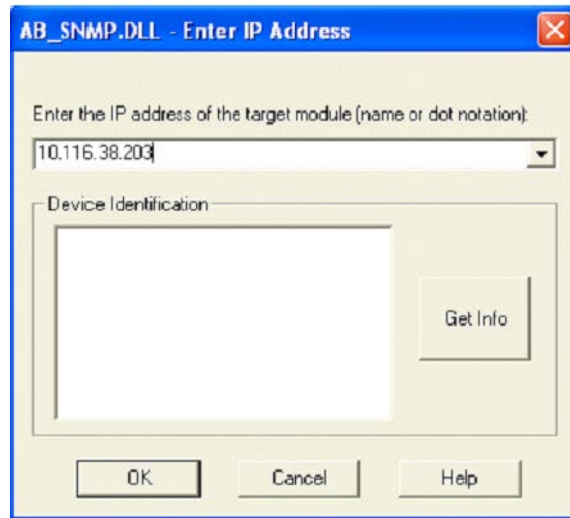 AB_SNMP.DLL - Enter IP Address
Enter the IP address of the target module (name or dot notation):
10.116.38.203
Device Identification
Get Info
OK
Cancel
Help